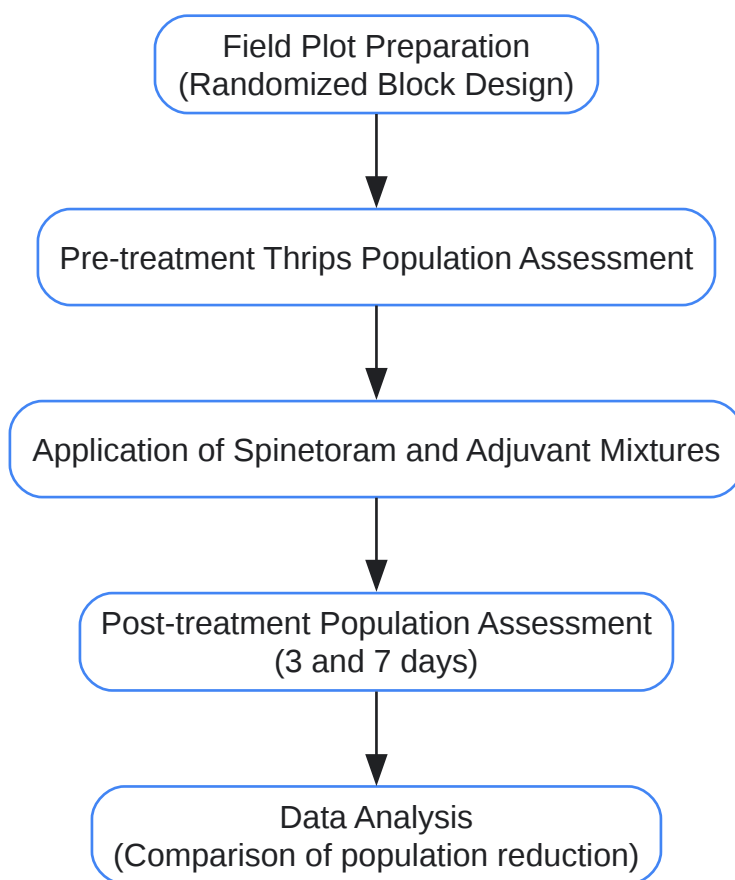 Field Plot Preparation
(Randomized Block Design)
Pre-treatment Thrips Population Assessment
Application of Spinetoram and Adjuvant Mixtures
Post-treatment Population Assessment
(3 and 7 days)
Data Analysis
(Comparison of population reduction)